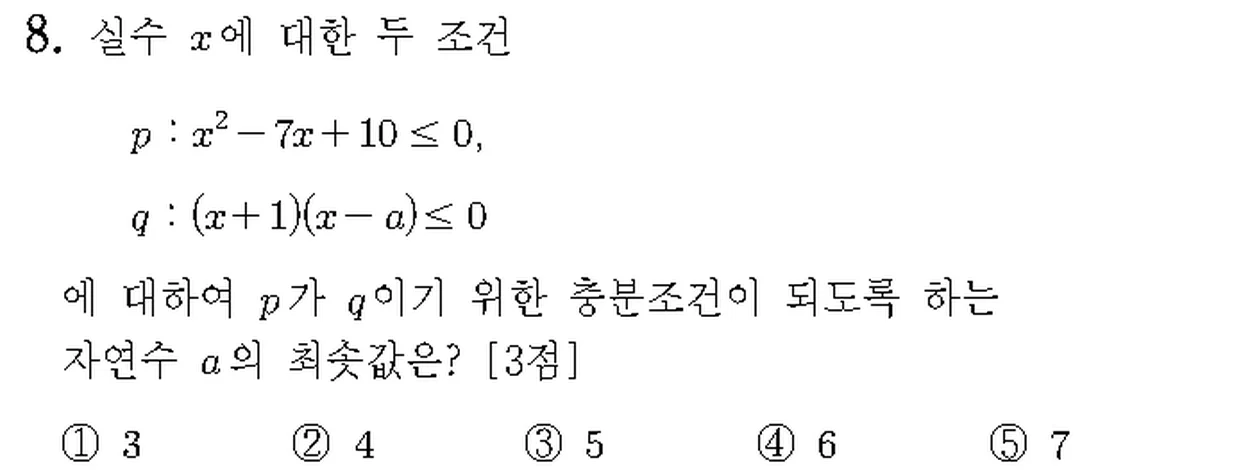 8. 실수 x에 대한 두 조건
p : x² − 7x + 10 ≤ 0,
q : (x + 1)(x − a) ≤ 0
에 대하여 p가 q이기 위한 충분조건이 되도록 하는
자연수 a의 최솟값은? [3점]
① 3 ② 4 ③ 5 ④ 6 ⑤ 7